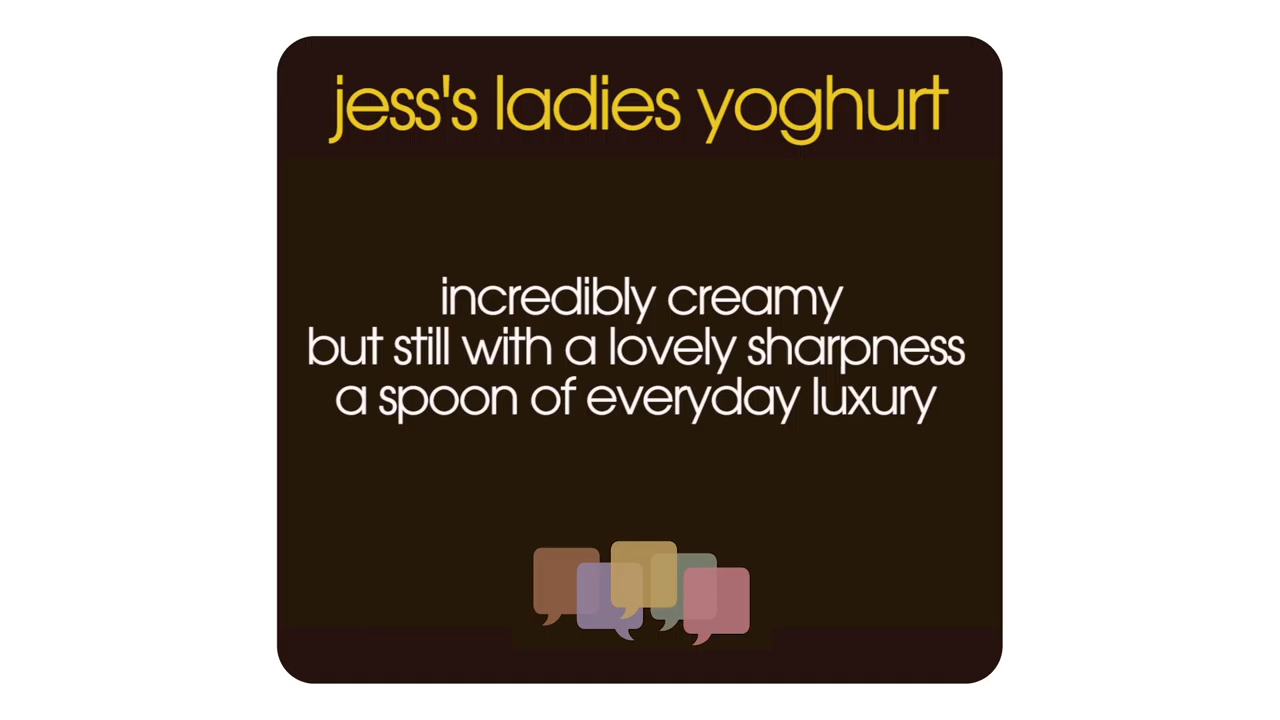 jess's ladies yoghurt
incredibly creamy
but still with a lovely sharpness
a spoon of everyday luxury